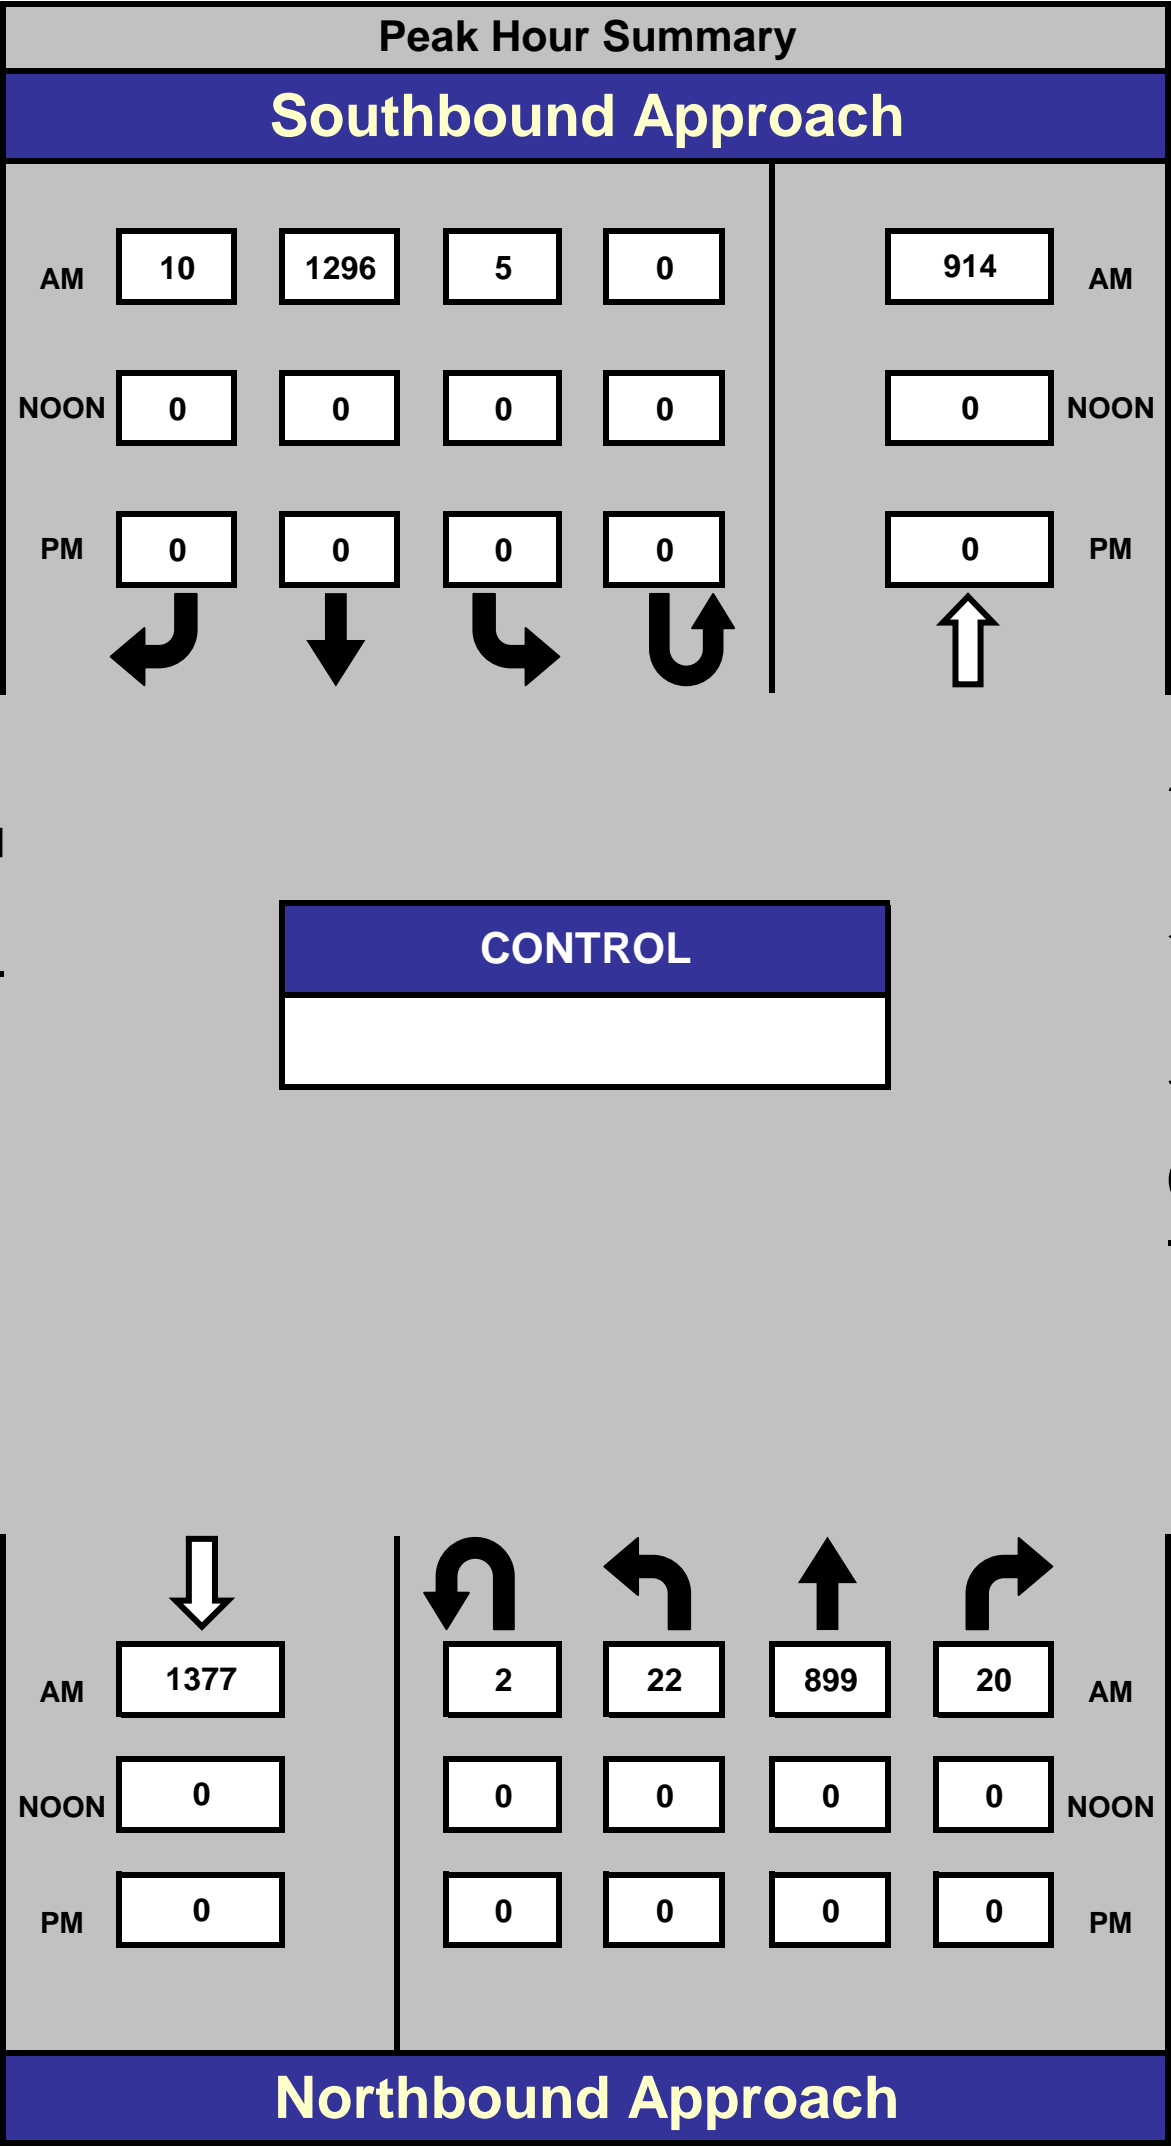 Peak Hour Summary
Southbound Approach
AM 10 1296 5 0 914 AM
NOON 0 0 0 0 0 NOON
PM 0 0 0 0 0 PM
CONTROL
AM 1377 2 22 899 20 AM
NOON 0 0 0 0 0 NOON
PM 0 0 0 0 0 PM
Northbound Approach